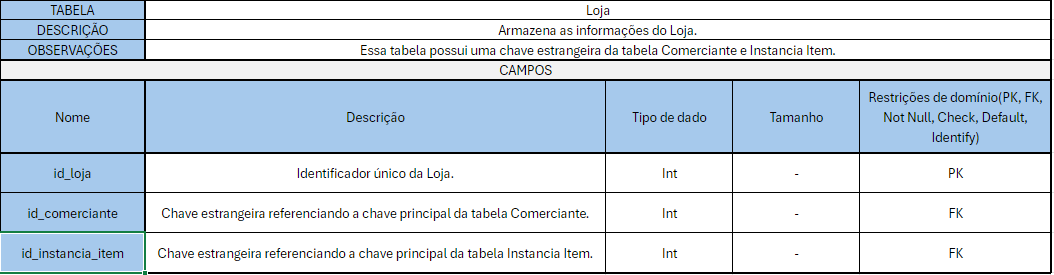 TABELA Loja
DESCRIÇÃO Armazena as informações do Loja.
OBSERVAÇÕES Essa tabela possui uma chave estrangeira da tabela Comerciante e Instancia Item.
CAMPOS
Nome Descrição Tipo de dado Tamanho Restrições de domínio(PK, FK,
Not Null, Check, Default,
Identify)
id_loja Identificador único da Loja. Int - PK
id_comerciante Chave estrangeira referenciando a chave principal da tabela Comerciante. Int - FK
id_instancia_item Chave estrangeira referenciando a chave principal da tabela Instancia Item. Int - FK